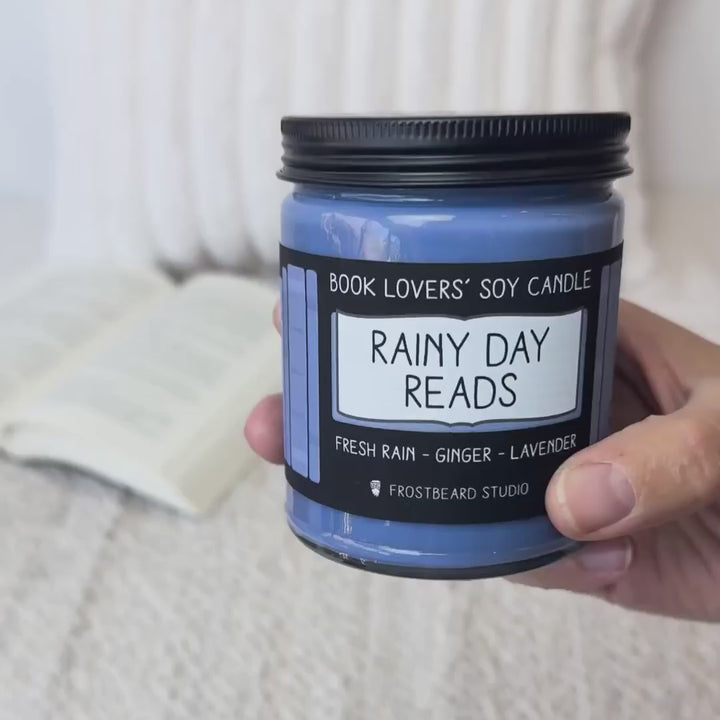 BOOK LOVERS' SOY CANDLE
RAINY DAY
READS
FRESH RAIN - GINGER - LAVENDER
FROSTBEARD STUDIO